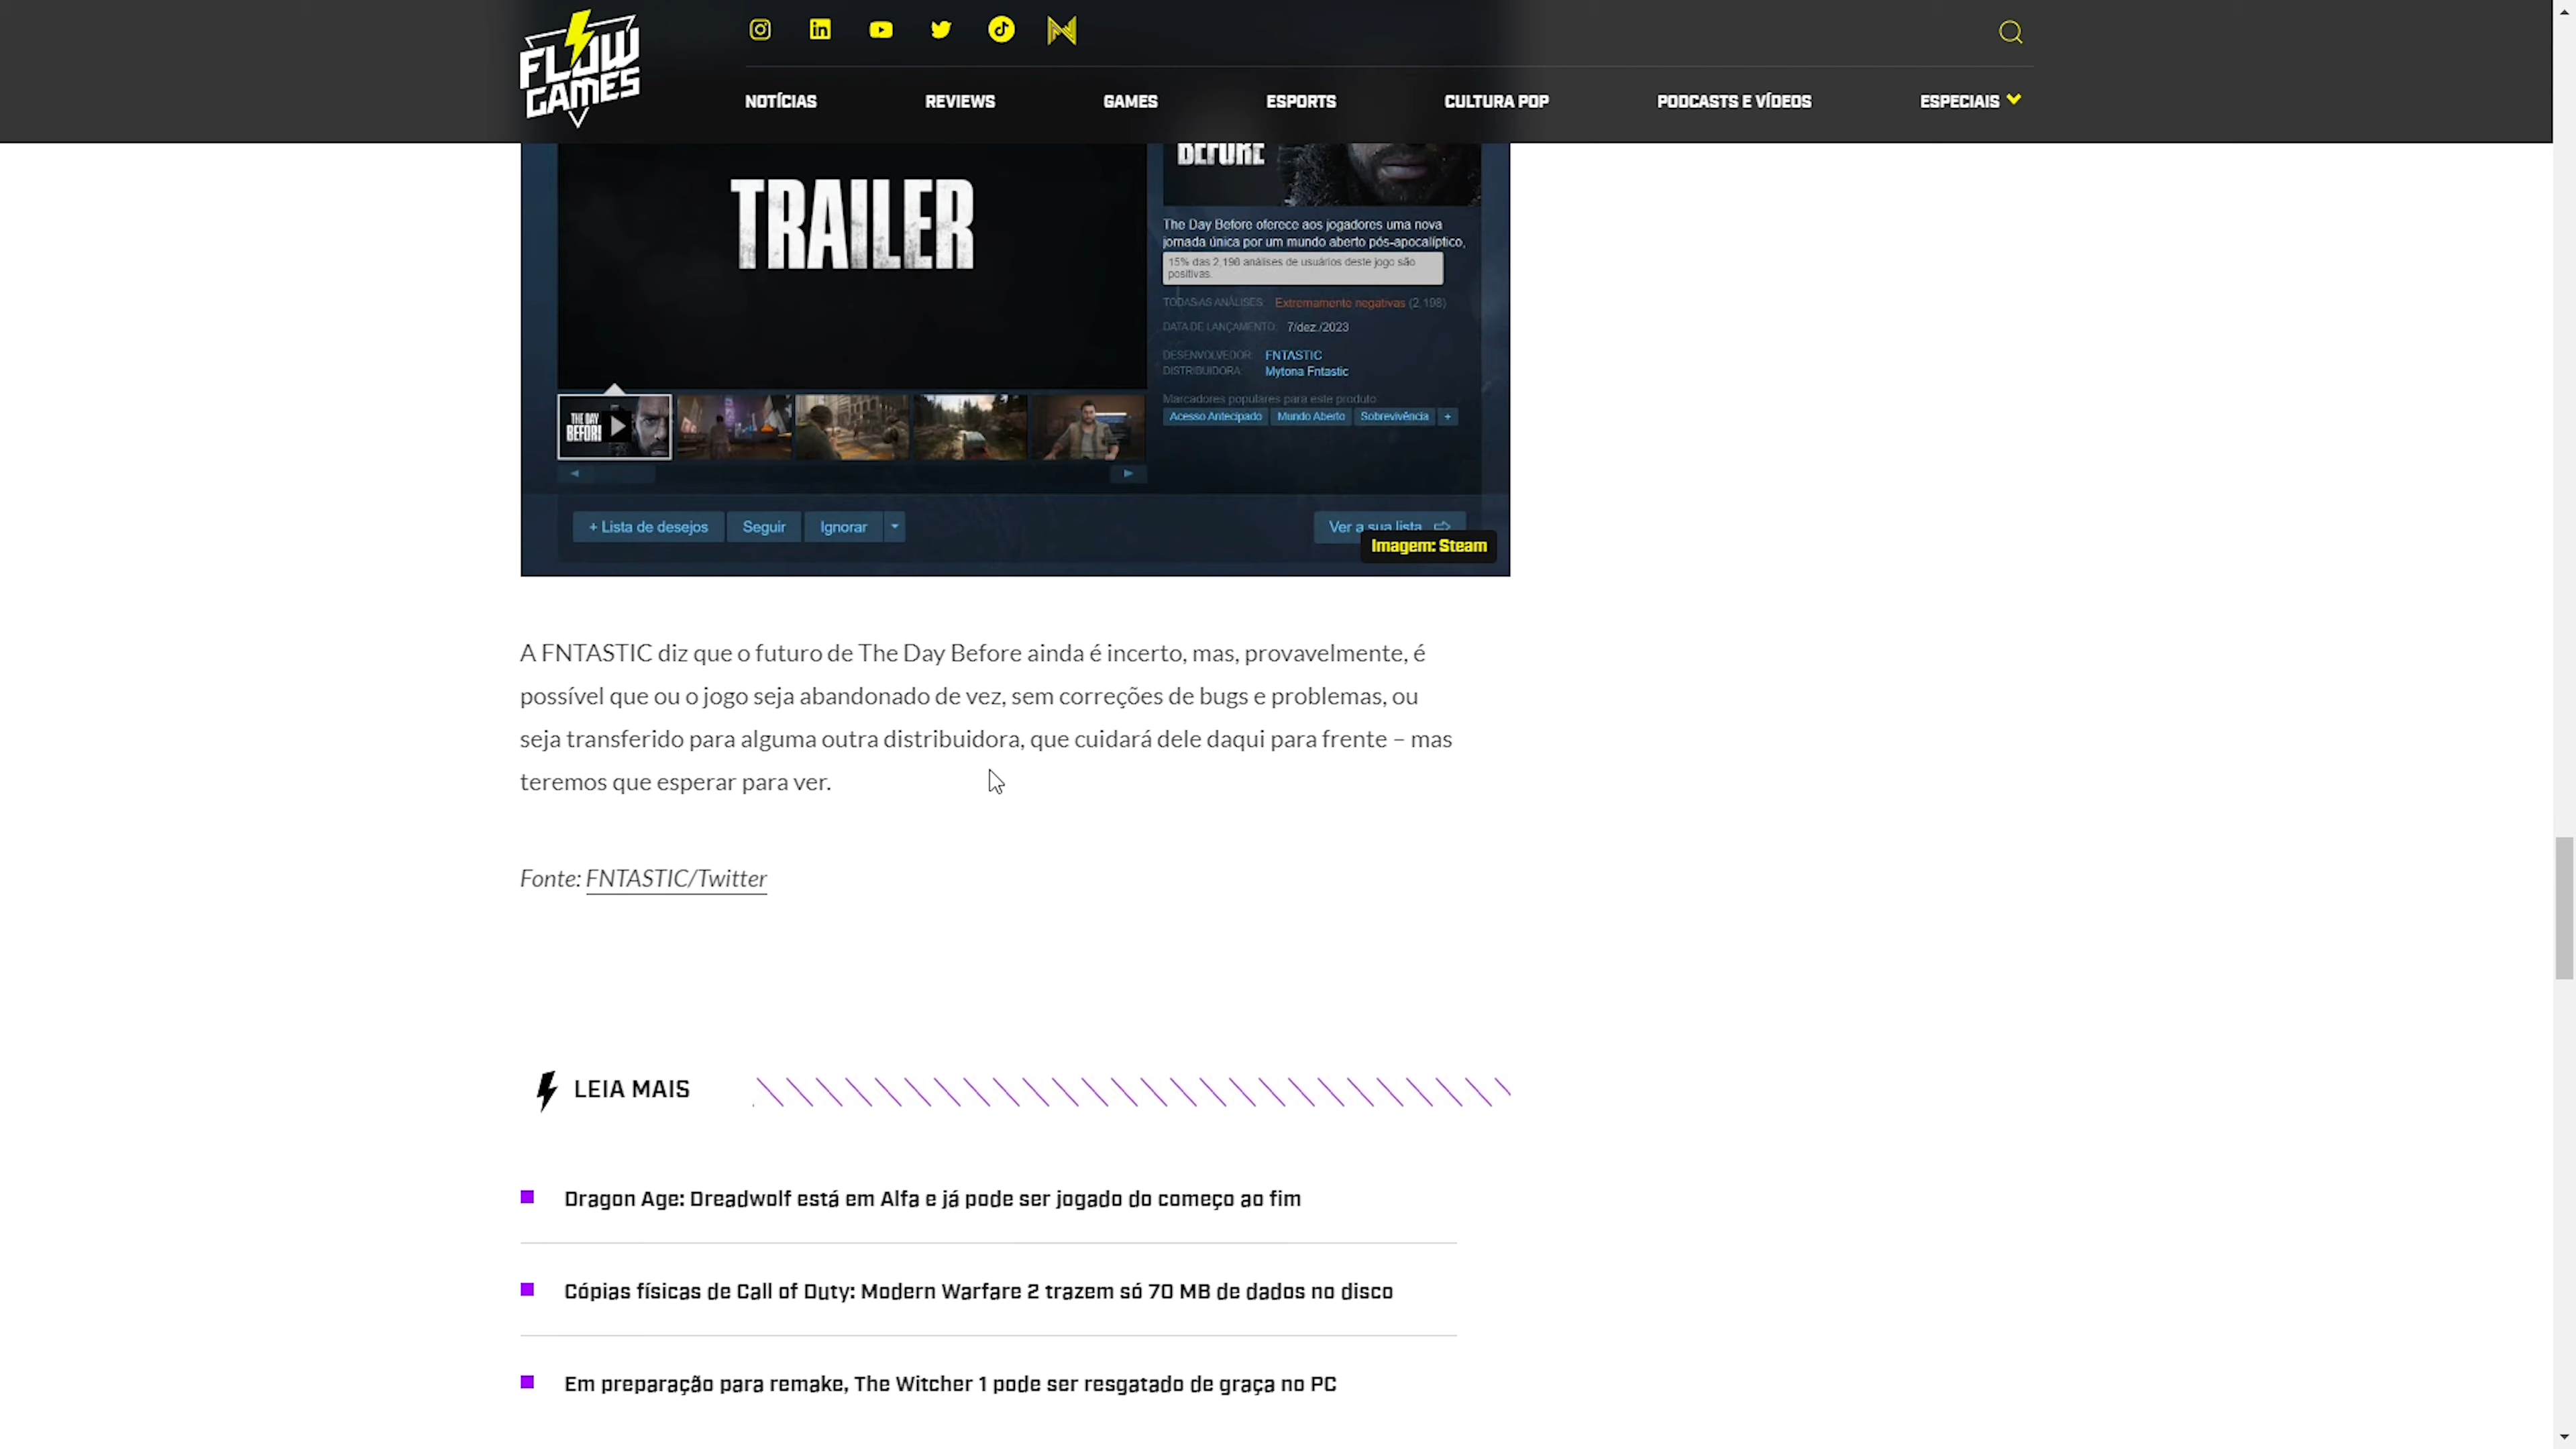 FLOW
GAMES
NOTÍCIAS
REVIEWS
GAMES
ESPORTS
CULTURA POP
PODCASTS E VÍDEOS
ESPECIAIS
TRAILER
BEFORE
The Day Before oferece aos jogadores uma nova
jornada única por um mundo aberto pós-apocalíptico,
15% das 2,198 análises de usuários deste jogo são
positivas.
TODAS AS ANÁLISES: Extremamente negativas (2,198)
DATA DE LANÇAMENTO: 7/dez./2023
DESENVOLVEDOR: FNTASTIC
DISTRIBUIDORA: Mytona Fntastic
Marcadores populares para este produto:
Acesso Antecipado Mundo Aberto Sobrevivência +
THE DAY
BEFORE
+ Lista de desejos
Seguir
Ignorar
Ver a sua lista
Imagem: Steam
A FNTASTIC diz que o futuro de The Day Before ainda é incerto, mas, provavelmente, é
possível que ou o jogo seja abandonado de vez, sem correções de bugs e problemas, ou
seja transferido para alguma outra distribuidora, que cuidará dele daqui para frente – mas
teremos que esperar para ver.
Fonte: FNTASTIC/Twitter
LEIA MAIS
Dragon Age: Dreadwolf está em Alfa e já pode ser jogado do começo ao fim
Cópias físicas de Call of Duty: Modern Warfare 2 trazem só 70 MB de dados no disco
Em preparação para remake, The Witcher 1 pode ser resgatado de graça no PC